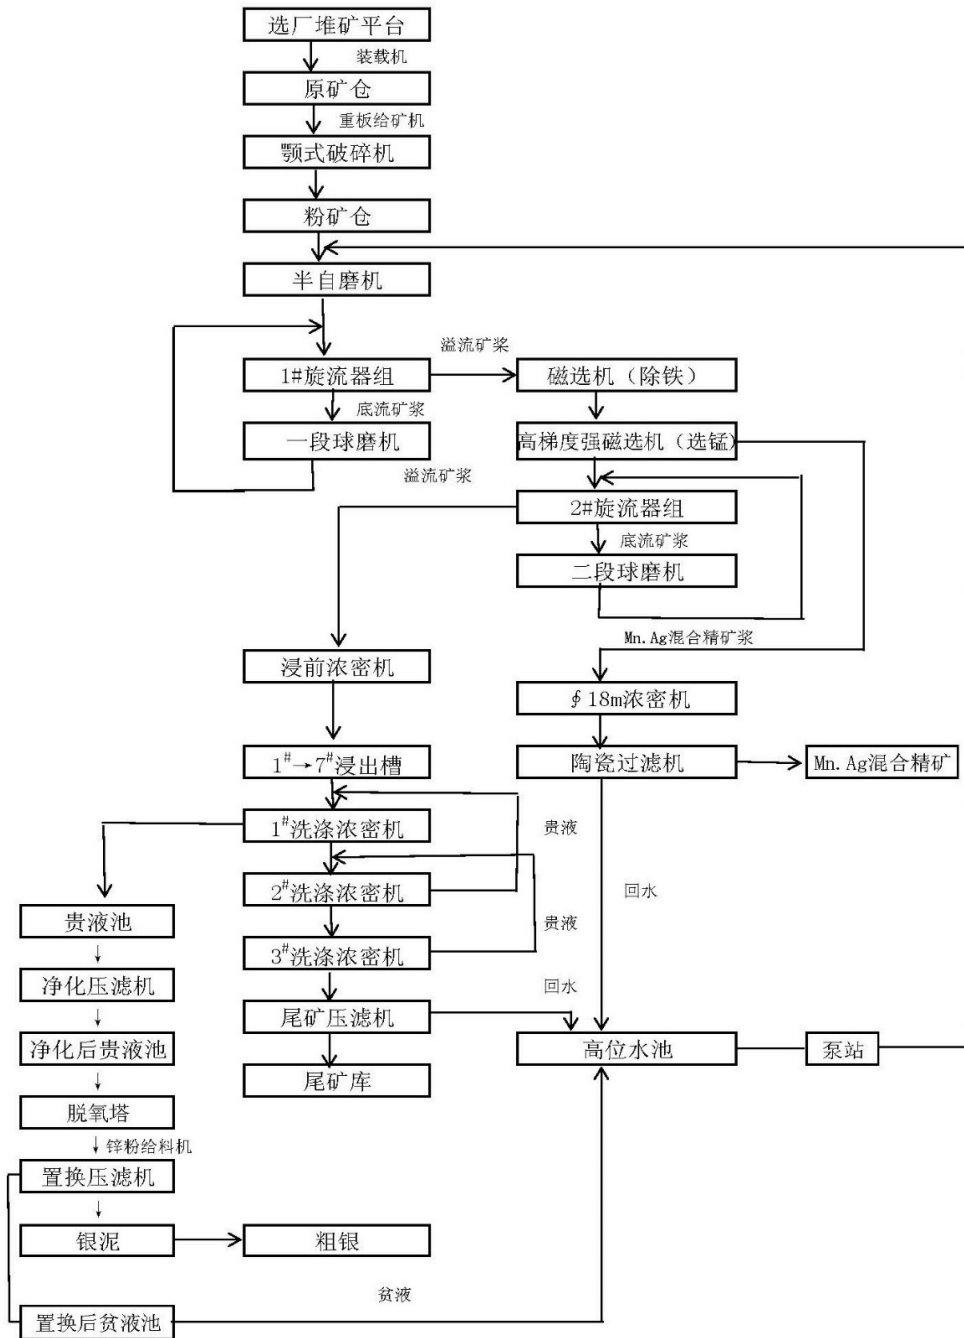 选厂堆矿平台
装载机
原矿仓
重板给矿机
颚式破碎机
粉矿仓
半自磨机
溢流矿桨
1#旋流器组
磁选机（除铁）
底流矿浆
一段球磨机
高梯度强磁选机（选锰）
溢流矿浆
2#旋流器组
底流矿浆
二段球磨机
Mn.Ag混合精矿浆
浸前浓密机
∮18m浓密机
1#→7#浸出槽
陶瓷过滤机
Mn.Ag混合精矿
1#洗涤浓密机
贵液
2#洗涤浓密机
回水
贵液池
贵液
3#洗涤浓密机
净化压滤机
回水
尾矿压滤机
净化后贵液池
高位水池
泵站
尾矿库
脱氧塔
锌粉给料机
置换压滤机
银泥
粗银
贫液
置换后贫液池